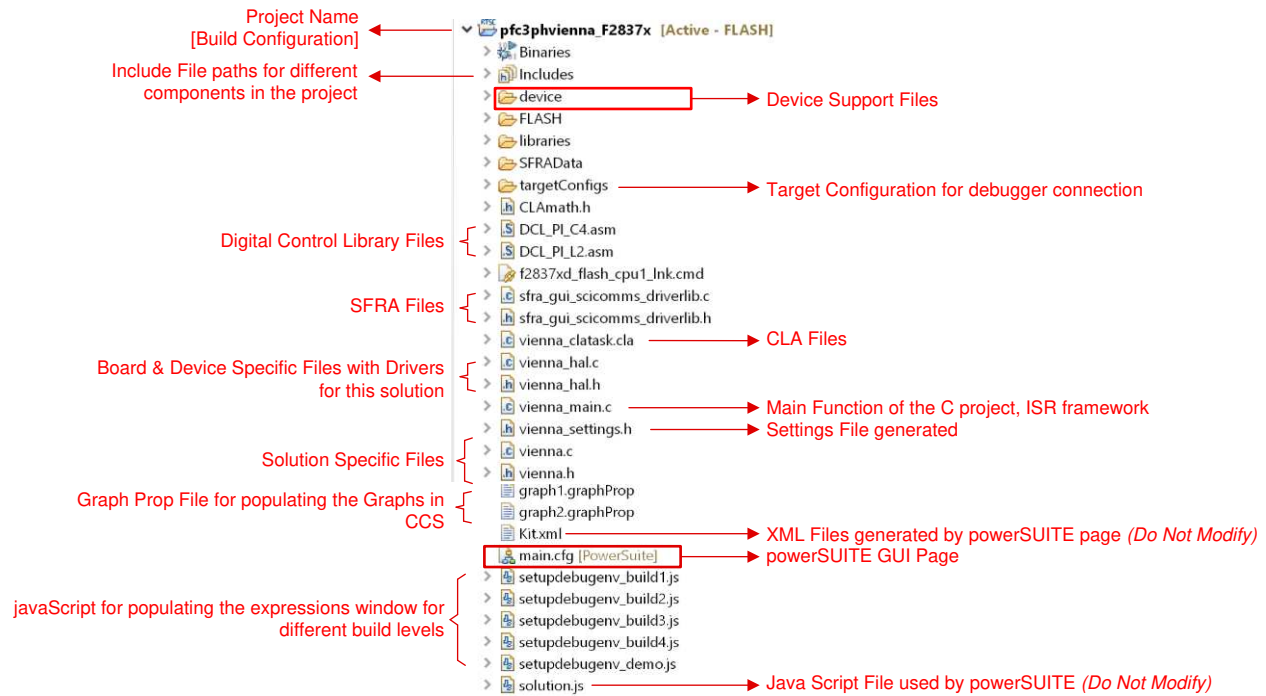 Project Name
[Build Configuration]
pfc3phvienna_F2837x [Active - FLASH]
Binaries
Include File paths for different
components in the project
Includes
device
Device Support Files
FLASH
libraries
SFRAData
targetConfigs
Target Configuration for debugger connection
CLAmath.h
Digital Control Library Files
DCL_PI_C4.asm
DCL_PI_L2.asm
f2837xd_flash_cpu1_lnk.cmd
SFRA Files
sfra_gui_scicomms_driverlib.c
sfra_gui_scicomms_driverlib.h
vienna_clatask.cla
CLA Files
Board & Device Specific Files with Drivers
for this solution
vienna_hal.c
vienna_hal.h
vienna_main.c
Main Function of the C project, ISR framework
vienna_settings.h
Settings File generated
Solution Specific Files
vienna.c
vienna.h
Graph Prop File for populating the Graphs in
CCS
graph1.graphProp
graph2.graphProp
Kit.xml
XML Files generated by powerSUITE page (Do Not Modify)
main.cfg [PowerSuite]
powerSUITE GUI Page
javaScript for populating the expressions window for
different build levels
setupdebugenv_build1.js
setupdebugenv_build2.js
setupdebugenv_build3.js
setupdebugenv_build4.js
setupdebugenv_demo.js
solution.js
Java Script File used by powerSUITE (Do Not Modify)